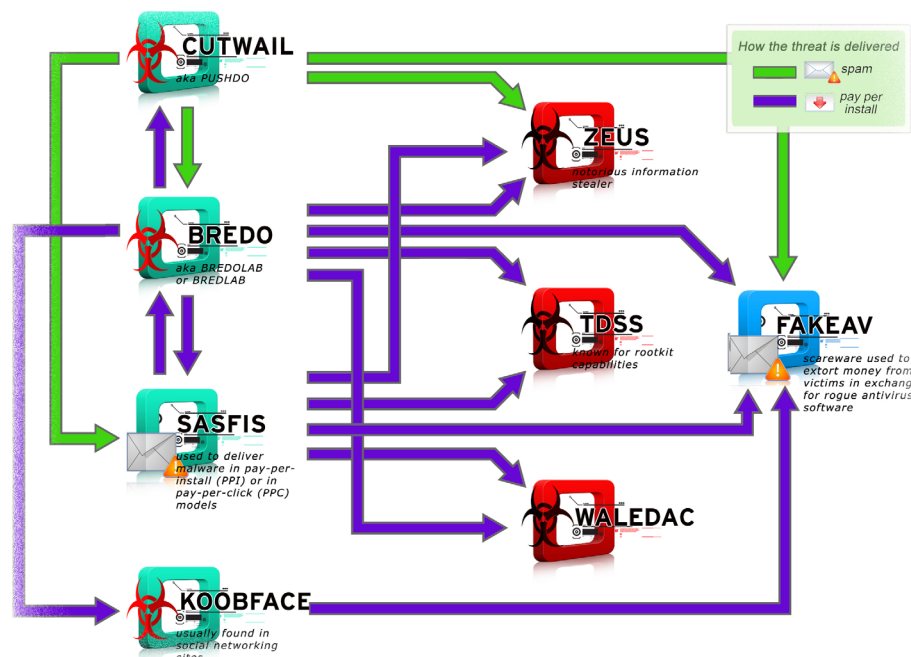 CUTWAIL
aka PUSHDO
How the threat is delivered
spam
pay per
install
ZEUS
notorious information
stealer
BREDO
aka BREDOLAB
or BREDLAB
TDSS
known for rootkit
capabilities
FAKEAV
scareware used to
extort money from
victims in exchang
for rogue antivirus
software
SASFIS
used to deliver
malware in pay-per-
install (PPI) or in
pay-per-click (PPC)
models
WALEDAC
KOOBFACE
usually found in
social networking
sites